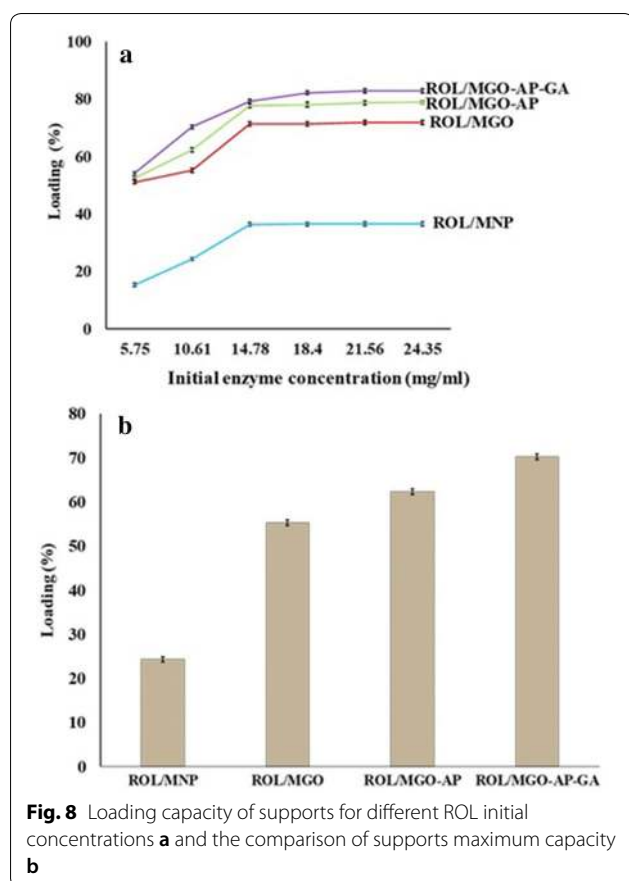 100
a
80
60
40
20
0
Loading (%)
ROL/MGO-AP-GA
ROL/MGO-AP
ROL/MGO
ROL/MNP
5.75 10.61 14.78 18.4 21.56 24.35
Initial enzyme concentration (mg/ml)
80
b
70
60
50
40
30
20
10
0
Loading (%)
ROL/MNP ROL/MGO ROL/MGO-AP ROL/MGO-AP-GA
Fig. 8 Loading capacity of supports for different ROL initial
concentrations a and the comparison of supports maximum capacity
b